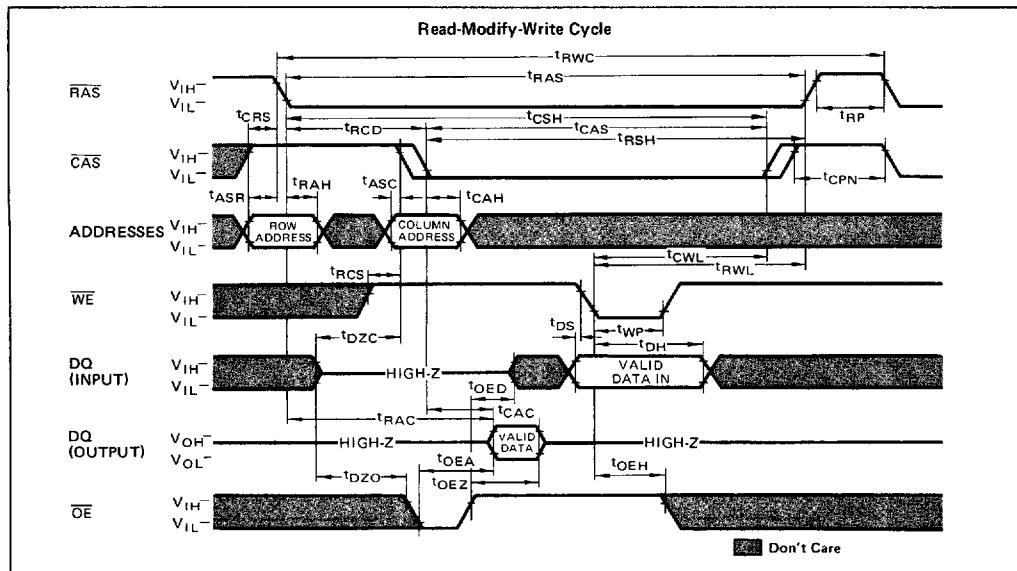 Read-Modify-Write Cycle
tRWC
RAS
VIH–
VIL–
tRAS
tRP
tCRS
tCSH
tRCD
tCAS
tRSH
CAS
VIH–
VIL–
tASR
tRAH
tASC
tCAH
tCPN
ADDRESSES
VIH–
VIL–
ROW
ADDRESS
COLUMN
ADDRESS
tCWL
tRWL
tRCS
WE
VIH–
VIL–
tDZC
tDS
tWP
tDH
DQ
(INPUT)
VIH–
VIL–
HIGH-Z
VALID
DATA IN
tOED
tCAC
tRAC
DQ
(OUTPUT)
VOH–
VOL–
HIGH-Z
VALID
DATA
HIGH-Z
tDZO
tOEA
tOEZ
tOEH
OE
VIH–
VIL–
Don't Care